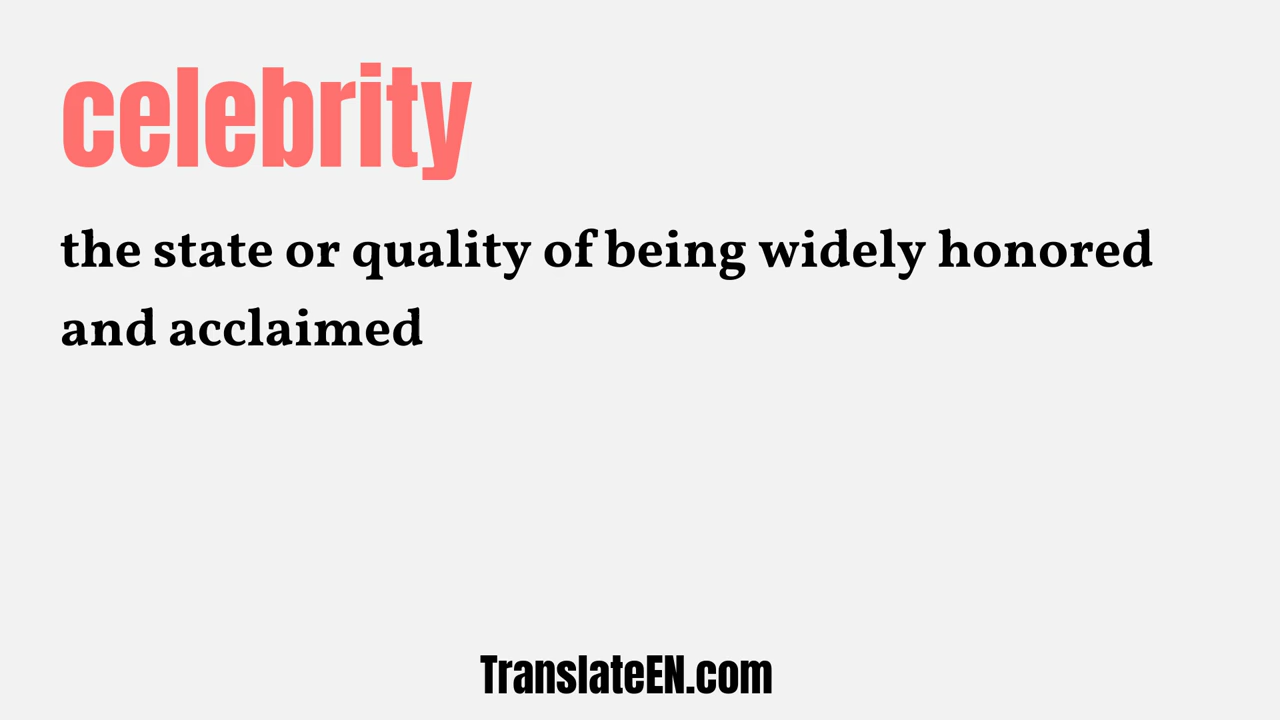 celebrity
the state or quality of being widely honored
and acclaimed
TranslateEN.com